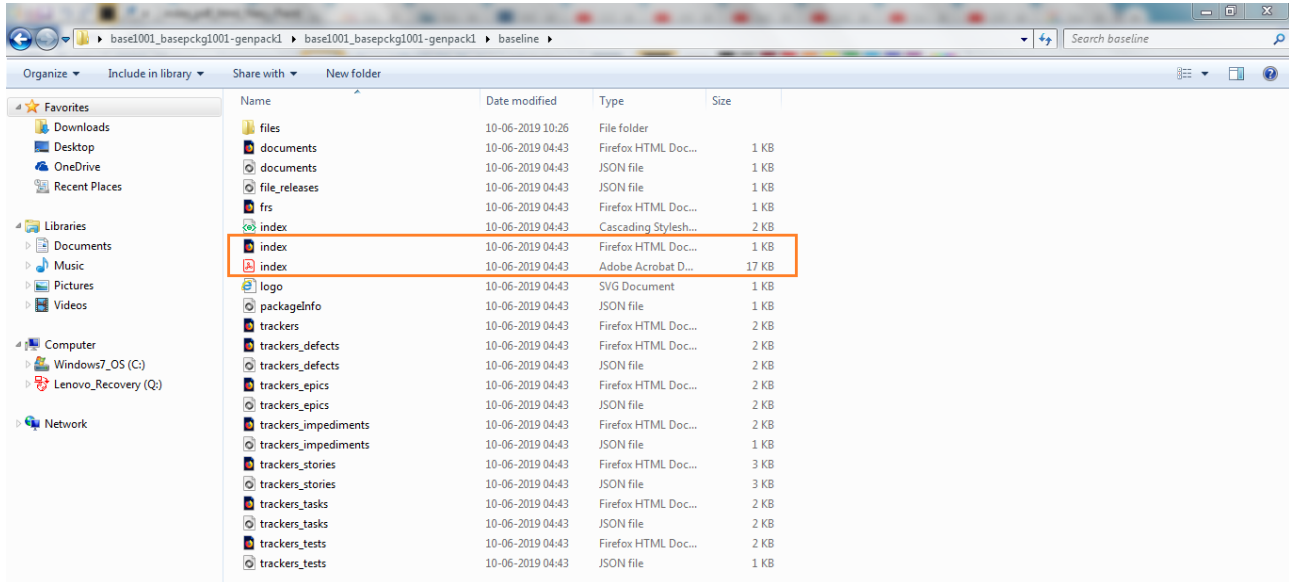 base1001_basepckg1001-genpack1 base1001_basepckg1001-genpack1 baseline Search baseline
Organize Include in library Share with New folder
Favorites
Downloads
Desktop
OneDrive
Recent Places
Libraries
Documents
Music
Pictures
Videos
Computer
Windows7_OS (C:)
Lenovo_Recovery (Q:)
Network
Name Date modified Type Size
files 10-06-2019 10:26 File folder
documents 10-06-2019 04:43 Firefox HTML Doc... 1 KB
documents 10-06-2019 04:43 JSON file 1 KB
file_releases 10-06-2019 04:43 JSON file 1 KB
frs 10-06-2019 04:43 Firefox HTML Doc... 1 KB
index 10-06-2019 04:43 Cascading Stylesh... 2 KB
index 10-06-2019 04:43 Firefox HTML Doc... 1 KB
index 10-06-2019 04:43 Adobe Acrobat D... 17 KB
logo 10-06-2019 04:43 SVG Document 1 KB
packageInfo 10-06-2019 04:43 JSON file 1 KB
trackers 10-06-2019 04:43 Firefox HTML Doc... 2 KB
trackers_defects 10-06-2019 04:43 Firefox HTML Doc... 2 KB
trackers_defects 10-06-2019 04:43 JSON file 2 KB
trackers_epics 10-06-2019 04:43 Firefox HTML Doc... 2 KB
trackers_epics 10-06-2019 04:43 JSON file 2 KB
trackers_impediments 10-06-2019 04:43 Firefox HTML Doc... 2 KB
trackers_impediments 10-06-2019 04:43 JSON file 1 KB
trackers_stories 10-06-2019 04:43 Firefox HTML Doc... 3 KB
trackers_stories 10-06-2019 04:43 JSON file 3 KB
trackers_tasks 10-06-2019 04:43 Firefox HTML Doc... 2 KB
trackers_tasks 10-06-2019 04:43 JSON file 2 KB
trackers_tests 10-06-2019 04:43 Firefox HTML Doc... 2 KB
trackers_tests 10-06-2019 04:43 JSON file 1 KB